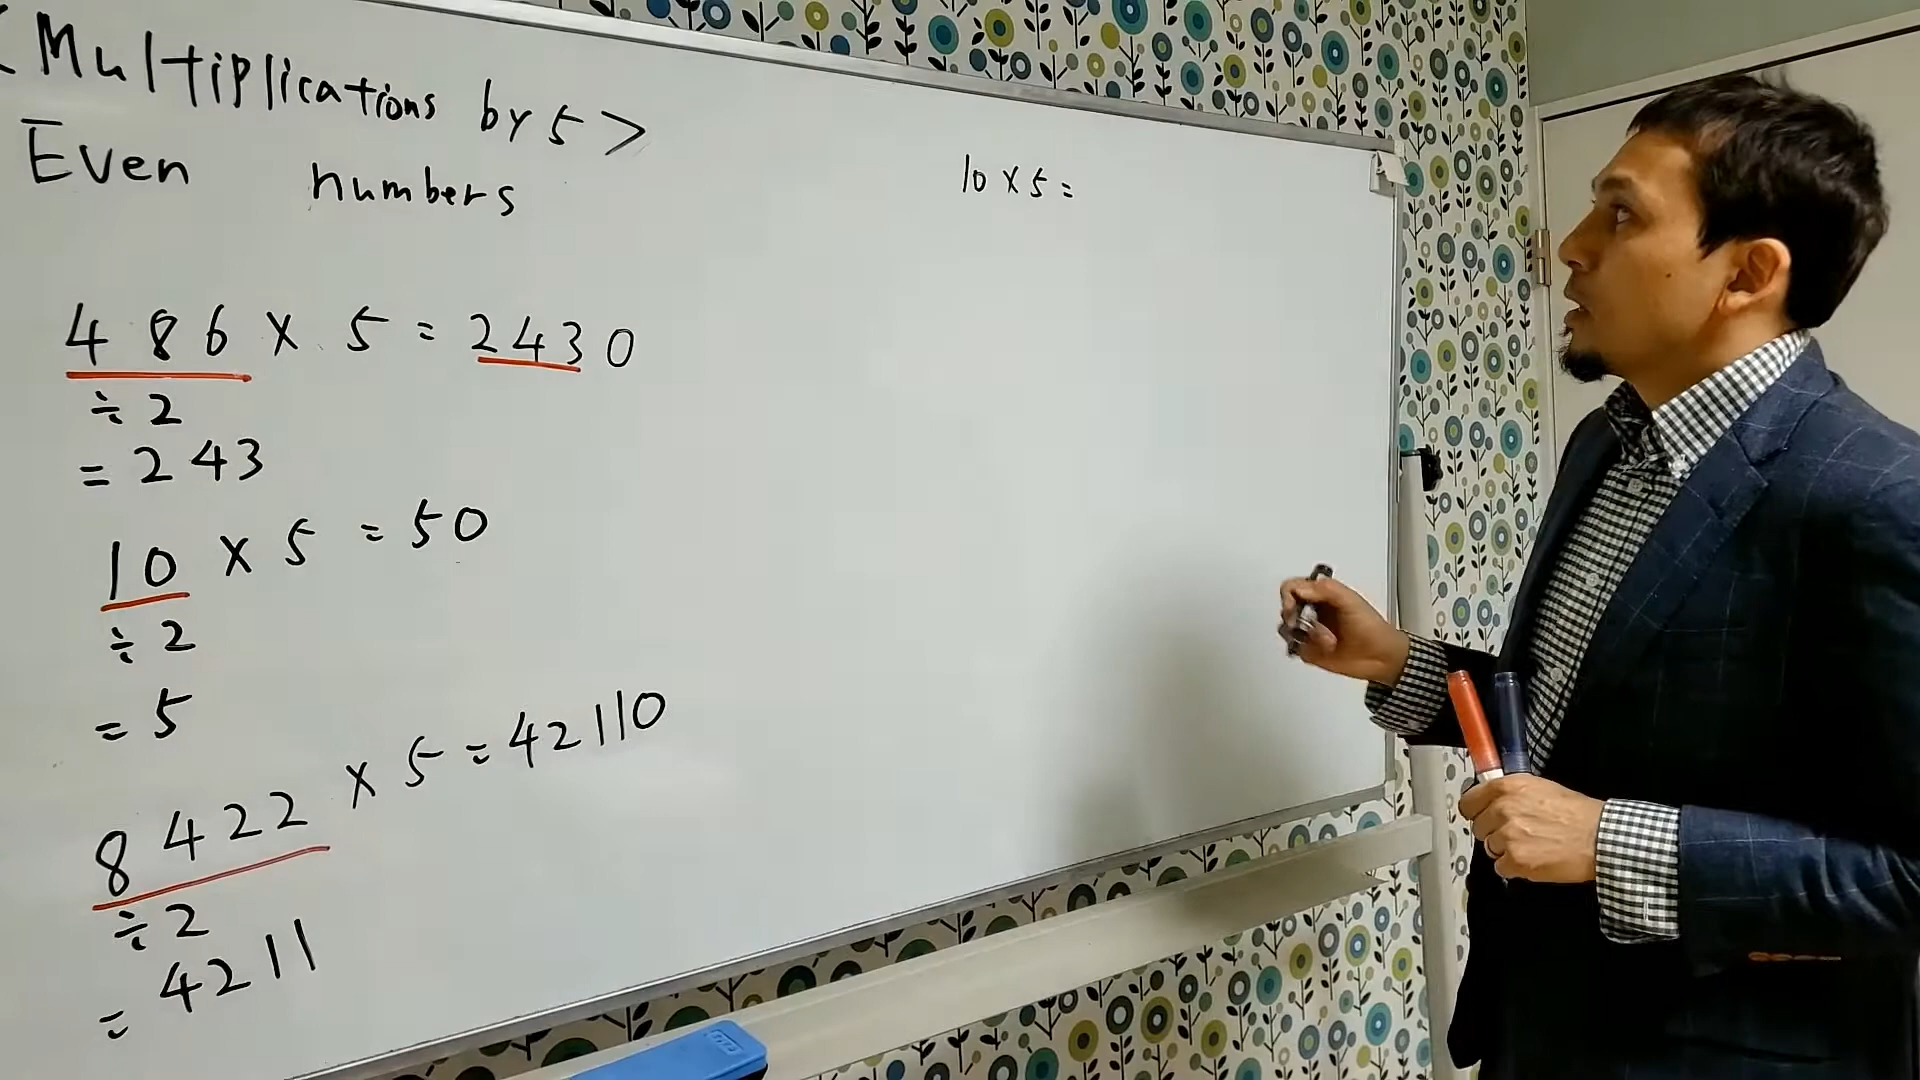 <Multiplications by 5>
Even numbers
486 × 5 = 2430
÷2
= 243
10 × 5 = 50
÷2
= 5
8422 × 5 = 42110
÷2
= 4211
10 × 5 =